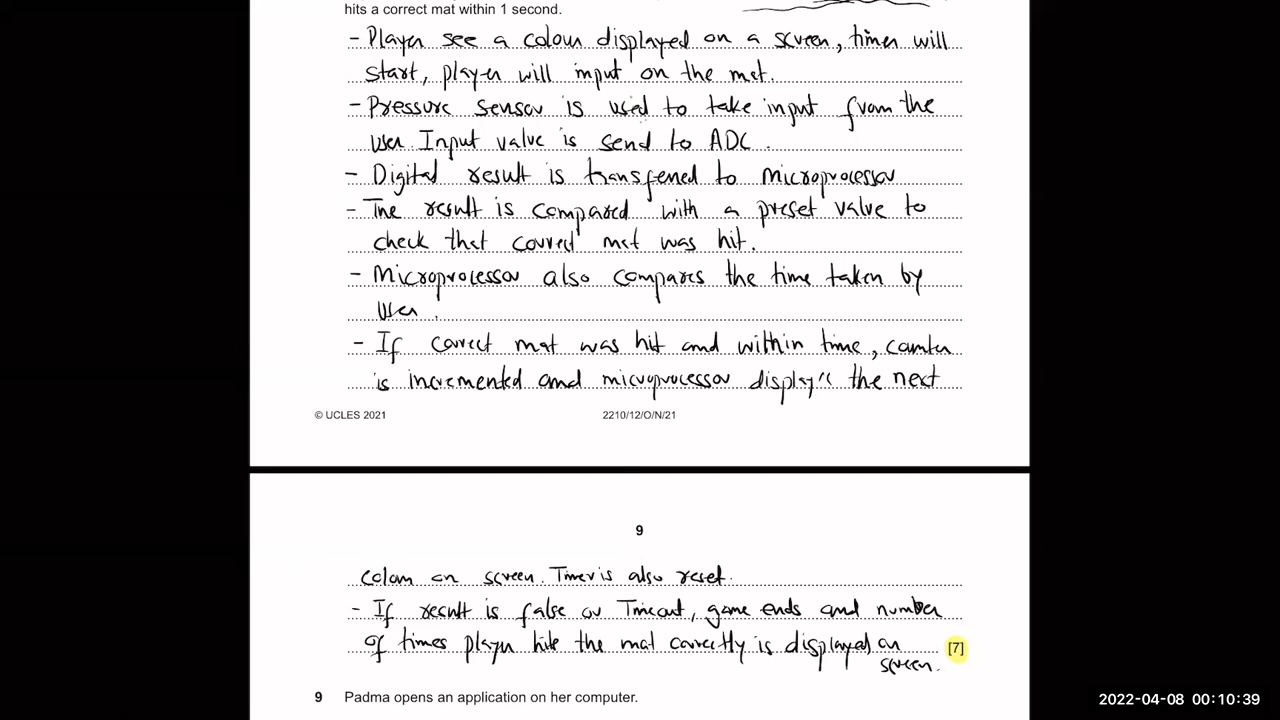 hits a correct mat within 1 second.
- Player see a colour displayed on a screen, timer will
start, player will input on the mat.
- Pressure sensor is used to take input from the
user. Input value is send to ADC.
- Digital result is transferred to microprocessor
- The result is compared with a preset value to
check that correct mat was hit.
- Microprocessor also compares the time taken by
user.
- If correct mat was hit and within time, counter
is incremented and microprocessor display's the next
© UCLES 2021
2210/12/O/N/21
9
colour on screen. Timer is also reset.
- If result is false or Timeout, game ends and number
of times player hits the mat correctly is displayed on
screen.
[7]
9 Padma opens an application on her computer.
2022-04-08 00:10:39